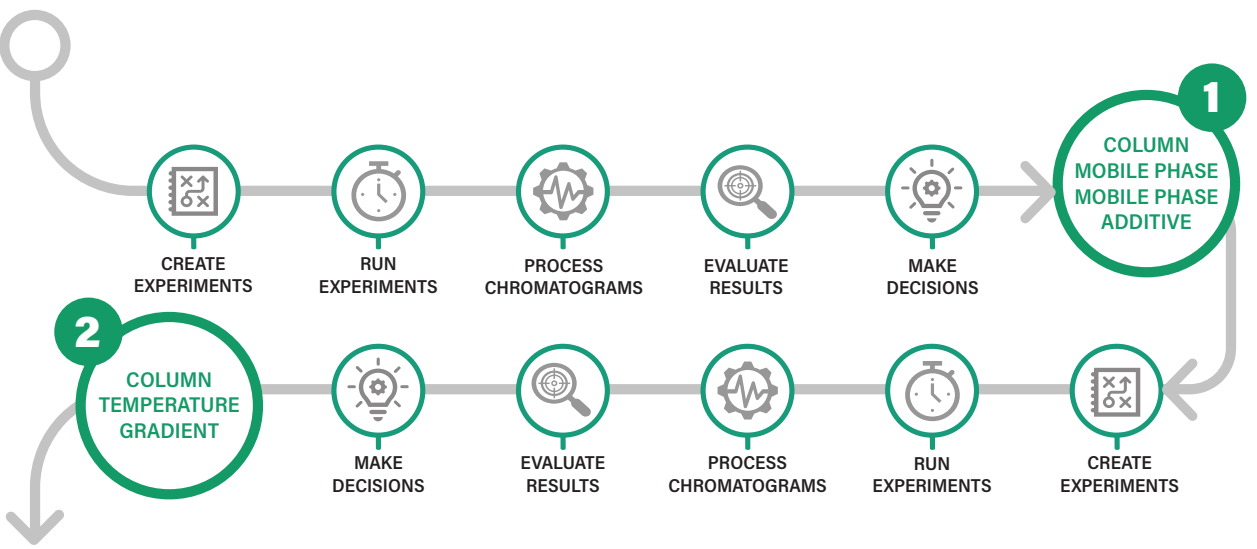 1
COLUMN
MOBILE PHASE
MOBILE PHASE
ADDITIVE
CREATE
EXPERIMENTS
RUN
EXPERIMENTS
PROCESS
CHROMATOGRAMS
EVALUATE
RESULTS
MAKE
DECISIONS
2
COLUMN
TEMPERATURE
GRADIENT
MAKE
DECISIONS
EVALUATE
RESULTS
PROCESS
CHROMATOGRAMS
RUN
EXPERIMENTS
CREATE
EXPERIMENTS